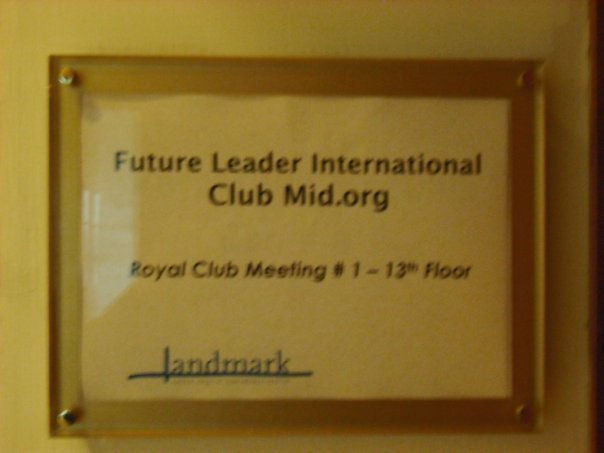 Future Leader International
Club Mid.org
Royal Club Meeting # 1 – 13th Floor
Landmark